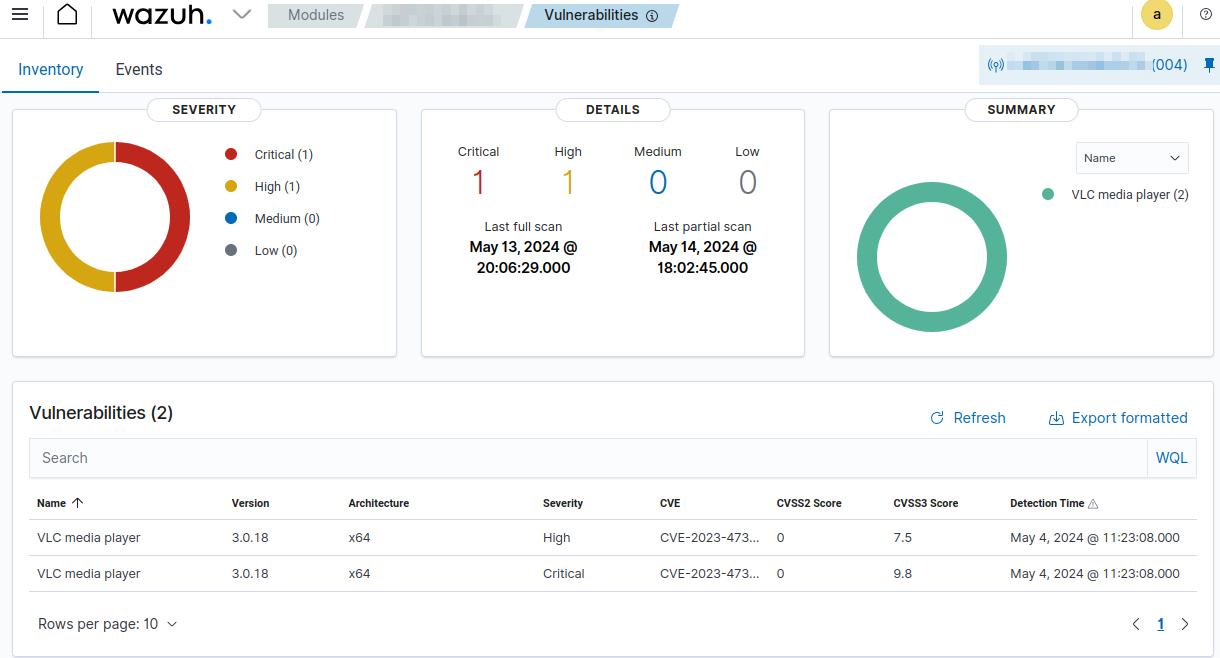 wazuh. Modules Vulnerabilities a
Inventory Events (004)
SEVERITY
Critical (1)
High (1)
Medium (0)
Low (0)
DETAILS
Critical High Medium Low
1 1 0 0
Last full scan Last partial scan
May 13, 2024 @ May 14, 2024 @
20:06:29.000 18:02:45.000
SUMMARY
Name
VLC media player (2)
Vulnerabilities (2)
Refresh Export formatted
Search WQL
Name Version Architecture Severity CVE CVSS2 Score CVSS3 Score Detection Time
VLC media player 3.0.18 x64 High CVE-2023-473... 0 7.5 May 4, 2024 @ 11:23:08.000
VLC media player 3.0.18 x64 Critical CVE-2023-473... 0 9.8 May 4, 2024 @ 11:23:08.000
Rows per page: 10 1